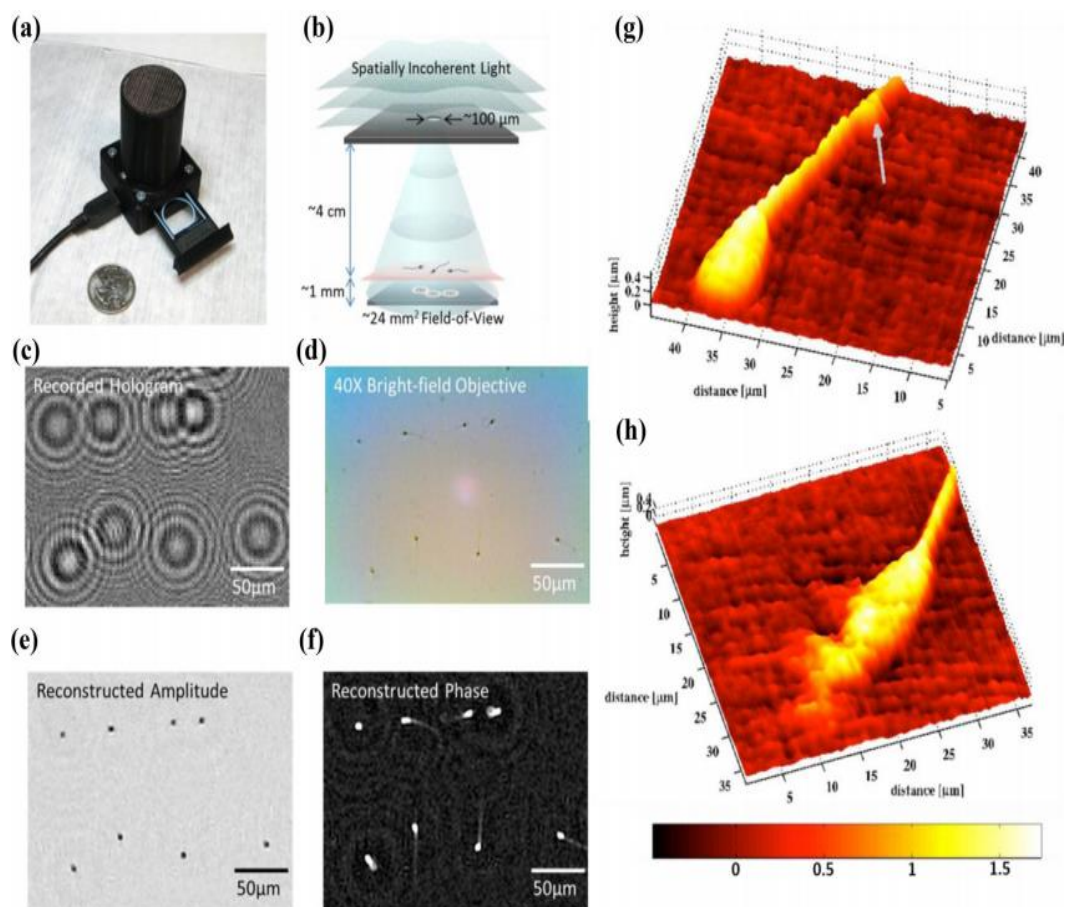 (a)
(b)
Spatially Incoherent Light
~100 µm
~4 cm
~1 mm
~24 mm² Field-of-View
(c)
Recorded Hologram
50µm
(d)
40X Bright-field Objective
50µm
(e)
Reconstructed Amplitude
50µm
(f)
Reconstructed Phase
50µm
(g)
height [µm]
0.4
0.2
0
40
35
30
25
20
15
10
5
distance [µm]
40
35
30
25
20
15
10
5
distance [µm]
(h)
height [µm]
0.4
0.2
0
5
10
15
20
25
30
35
distance [µm]
5
10
15
20
25
30
35
distance [µm]
0 0.5 1 1.5